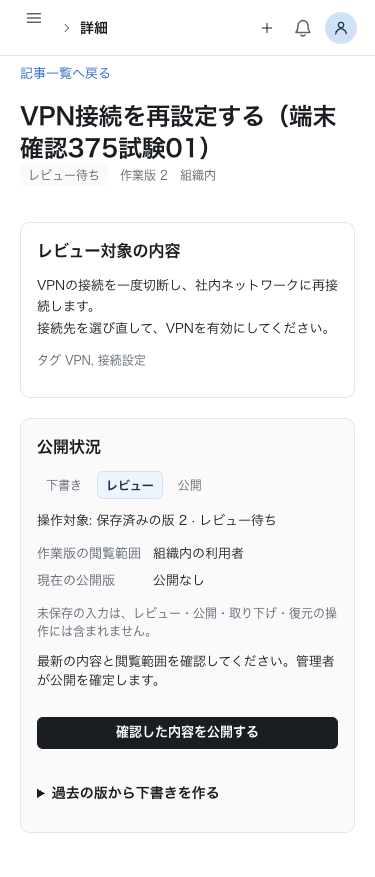 詳細
記事一覧へ戻る
VPN接続を再設定する（端末
確認375試験01）
レビュー待ち 作業版 2 組織内
レビュー対象の内容
VPNの接続を一度切断し、社内ネットワークに再接
続します。
接続先を選び直して、VPNを有効にしてください。
タグ VPN, 接続設定
公開状況
下書き レビュー 公開
操作対象: 保存済みの版 2 · レビュー待ち
作業版の閲覧範囲 組織内の利用者
現在の公開版 公開なし
未保存の入力は、レビュー・公開・取り下げ・復元の操
作には含まれません。
最新の内容と閲覧範囲を確認してください。管理者
が公開を確定します。
確認した内容を公開する
過去の版から下書きを作る